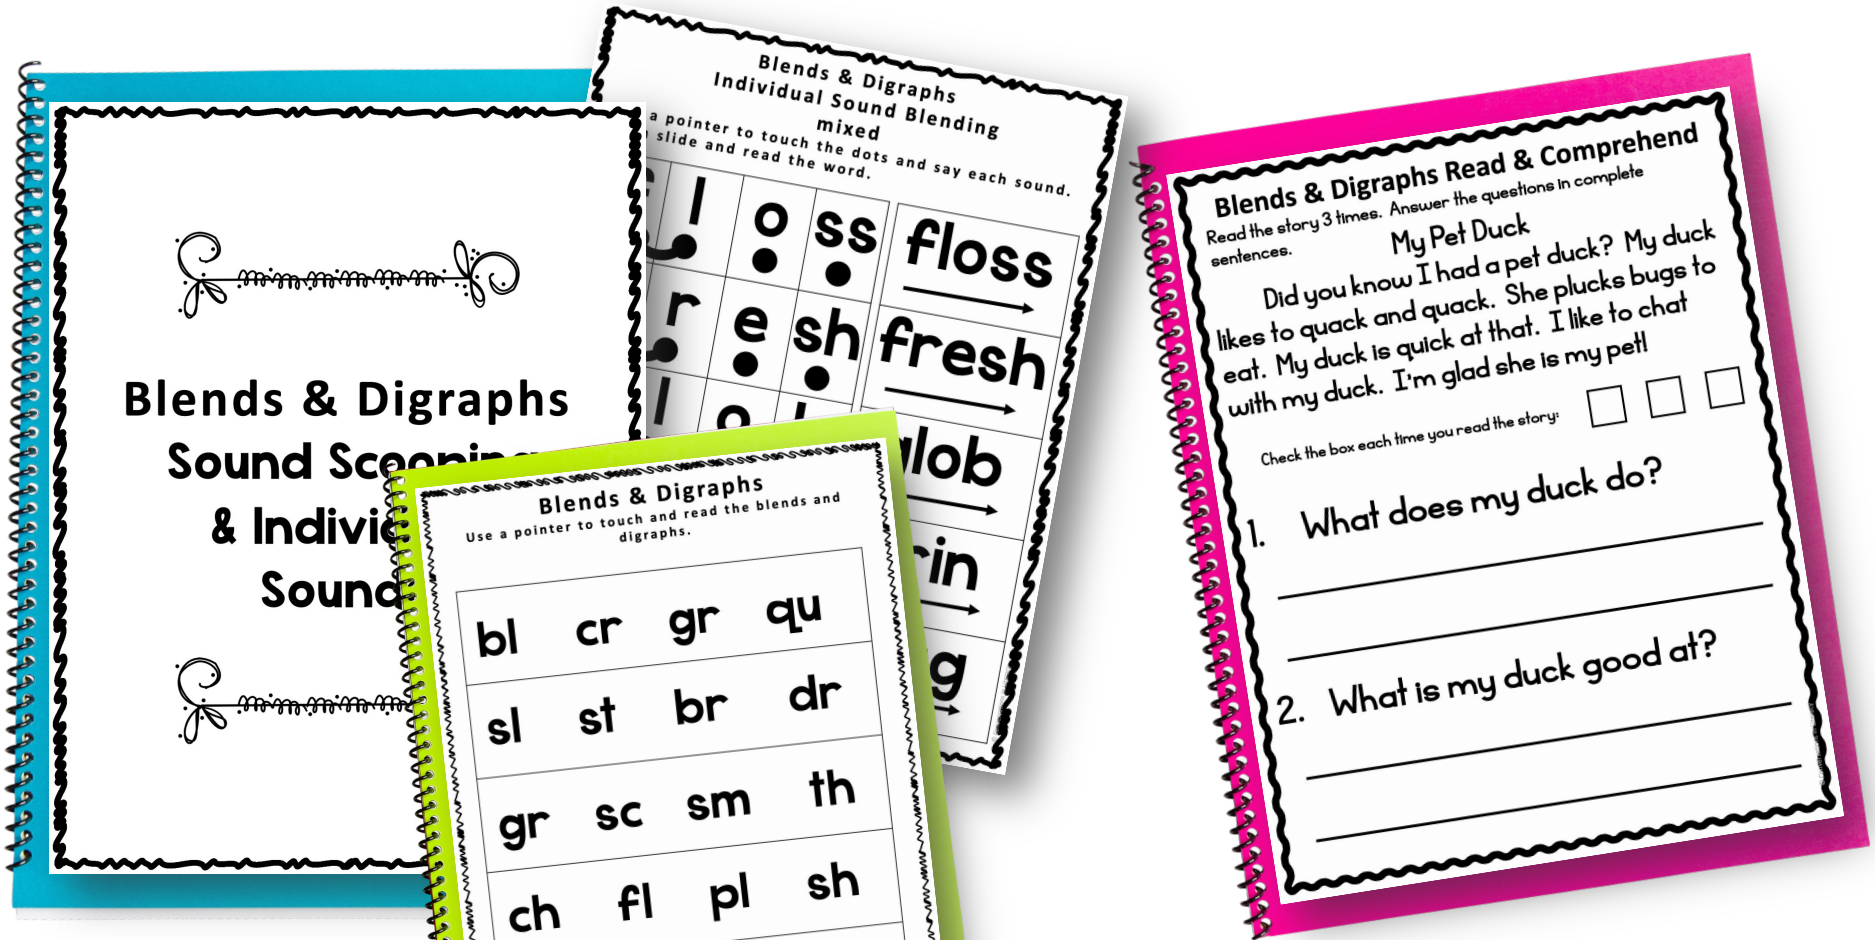 Blends & Digraphs
Sound
& 
Sound
Blends & Digraphs
Individual Sound Blending
mixed
a pointer to touch the dots and say each sound.
slide and read the word.
l o ss floss
r e sh fresh
l o
Blends & Digraphs
Use a pointer to touch and read the blends and
digraphs.
bl cr gr qu
sl st br dr
gr sc sm th
ch fl pl sh
Blends & Digraphs Read & Comprehend
Read the story 3 times. Answer the questions in complete
sentences.
My Pet Duck
Did you know I had a pet duck? My duck
likes to quack and quack. She plucks bugs to
eat. My duck is quick at that. I like to chat
with my duck. I'm glad she is my pet!
Check the box each time you read the story:
1. What does my duck do?
2. What is my duck good at?